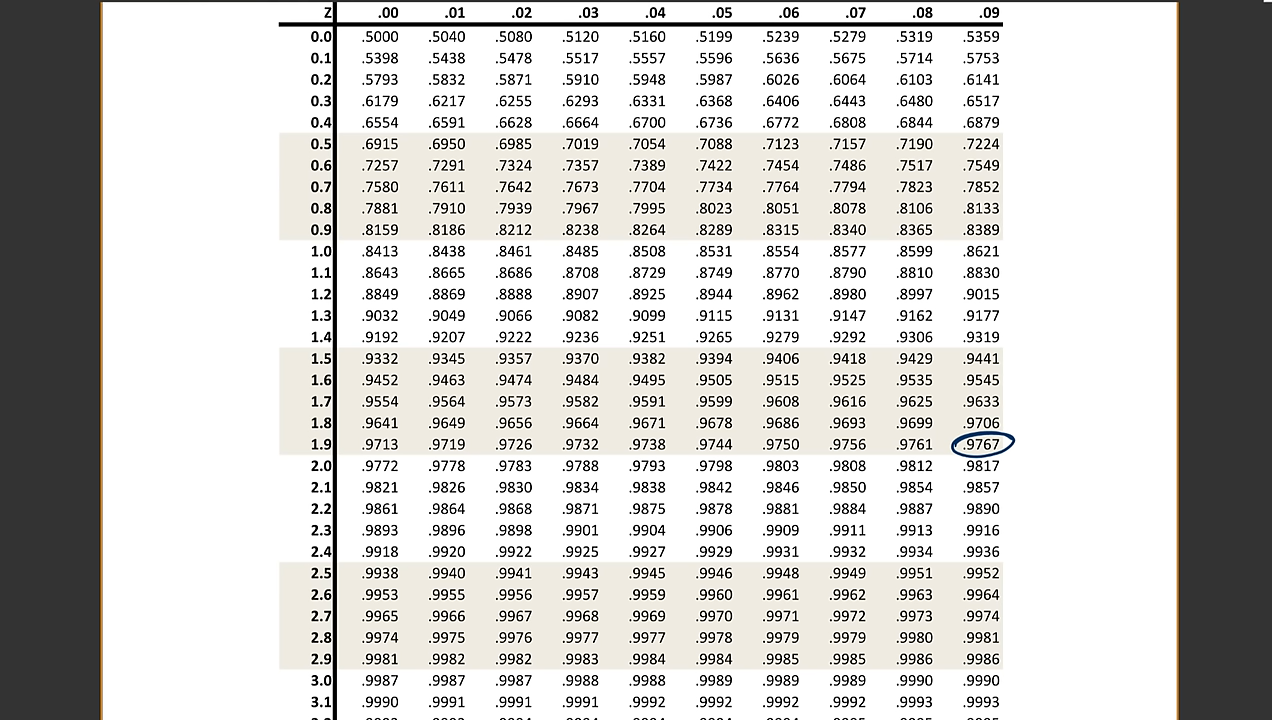 Z .00 .01 .02 .03 .04 .05 .06 .07 .08 .09
0.0 .5000 .5040 .5080 .5120 .5160 .5199 .5239 .5279 .5319 .5359
0.1 .5398 .5438 .5478 .5517 .5557 .5596 .5636 .5675 .5714 .5753
0.2 .5793 .5832 .5871 .5910 .5948 .5987 .6026 .6064 .6103 .6141
0.3 .6179 .6217 .6255 .6293 .6331 .6368 .6406 .6443 .6480 .6517
0.4 .6554 .6591 .6628 .6664 .6700 .6736 .6772 .6808 .6844 .6879
0.5 .6915 .6950 .6985 .7019 .7054 .7088 .7123 .7157 .7190 .7224
0.6 .7257 .7291 .7324 .7357 .7389 .7422 .7454 .7486 .7517 .7549
0.7 .7580 .7611 .7642 .7673 .7704 .7734 .7764 .7794 .7823 .7852
0.8 .7881 .7910 .7939 .7967 .7995 .8023 .8051 .8078 .8106 .8133
0.9 .8159 .8186 .8212 .8238 .8264 .8289 .8315 .8340 .8365 .8389
1.0 .8413 .8438 .8461 .8485 .8508 .8531 .8554 .8577 .8599 .8621
1.1 .8643 .8665 .8686 .8708 .8729 .8749 .8770 .8790 .8810 .8830
1.2 .8849 .8869 .8888 .8907 .8925 .8944 .8962 .8980 .8997 .9015
1.3 .9032 .9049 .9066 .9082 .9099 .9115 .9131 .9147 .9162 .9177
1.4 .9192 .9207 .9222 .9236 .9251 .9265 .9279 .9292 .9306 .9319
1.5 .9332 .9345 .9357 .9370 .9382 .9394 .9406 .9418 .9429 .9441
1.6 .9452 .9463 .9474 .9484 .9495 .9505 .9515 .9525 .9535 .9545
1.7 .9554 .9564 .9573 .9582 .9591 .9599 .9608 .9616 .9625 .9633
1.8 .9641 .9649 .9656 .9664 .9671 .9678 .9686 .9693 .9699 .9706
1.9 .9713 .9719 .9726 .9732 .9738 .9744 .9750 .9756 .9761 .9767
2.0 .9772 .9778 .9783 .9788 .9793 .9798 .9803 .9808 .9812 .9817
2.1 .9821 .9826 .9830 .9834 .9838 .9842 .9846 .9850 .9854 .9857
2.2 .9861 .9864 .9868 .9871 .9875 .9878 .9881 .9884 .9887 .9890
2.3 .9893 .9896 .9898 .9901 .9904 .9906 .9909 .9911 .9913 .9916
2.4 .9918 .9920 .9922 .9925 .9927 .9929 .9931 .9932 .9934 .9936
2.5 .9938 .9940 .9941 .9943 .9945 .9946 .9948 .9949 .9951 .9952
2.6 .9953 .9955 .9956 .9957 .9959 .9960 .9961 .9962 .9963 .9964
2.7 .9965 .9966 .9967 .9968 .9969 .9970 .9971 .9972 .9973 .9974
2.8 .9974 .9975 .9976 .9977 .9977 .9978 .9979 .9979 .9980 .9981
2.9 .9981 .9982 .9982 .9983 .9984 .9984 .9985 .9985 .9986 .9986
3.0 .9987 .9987 .9987 .9988 .9988 .9989 .9989 .9989 .9990 .9990
3.1 .9990 .9991 .9991 .9991 .9992 .9992 .9992 .9992 .9993 .9993